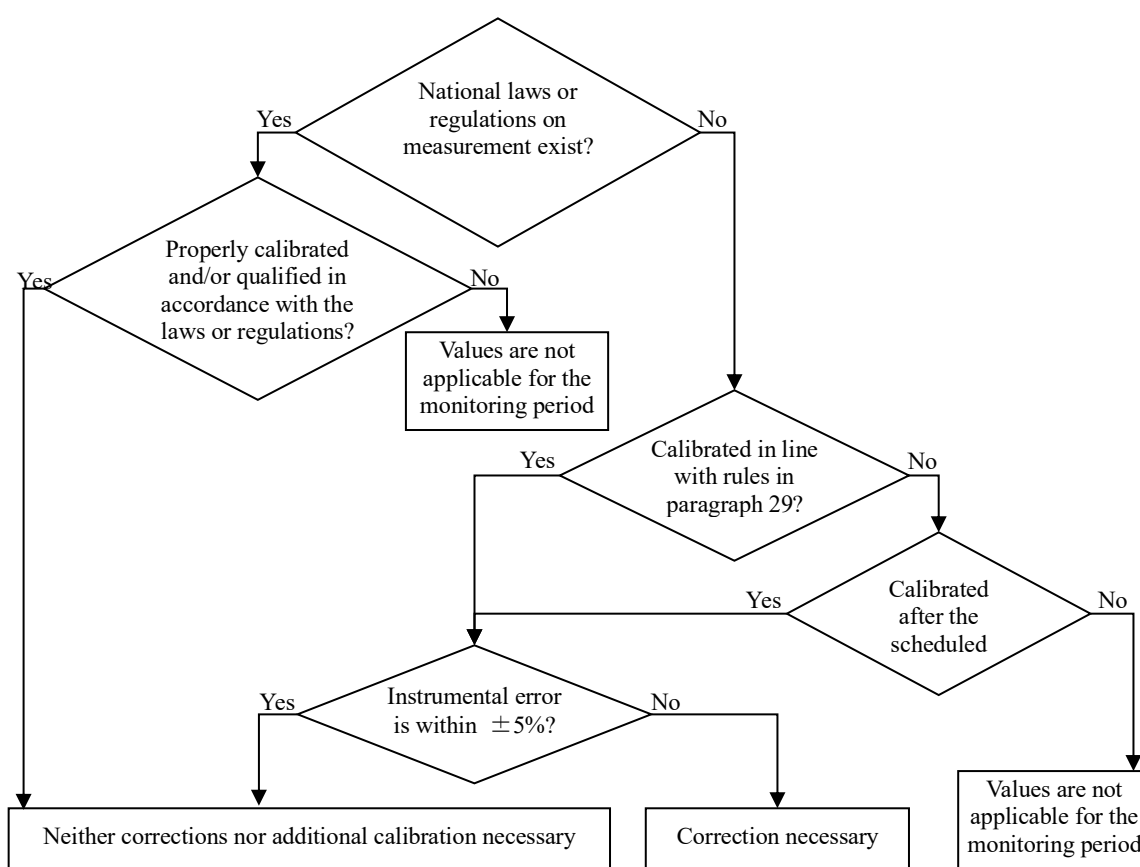 National laws or
regulations on
measurement exist?
Yes
No
Properly calibrated
and/or qualified in
accordance with the
laws or regulations?
Yes
No
Values are not
applicable for the
monitoring period
Calibrated in line
with rules in
paragraph 29?
Yes
No
Calibrated
after the
scheduled
Yes
No
Instrumental error
is within ±5%?
Yes
No
Neither corrections nor additional calibration necessary
Correction necessary
Values are not
applicable for the
monitoring period